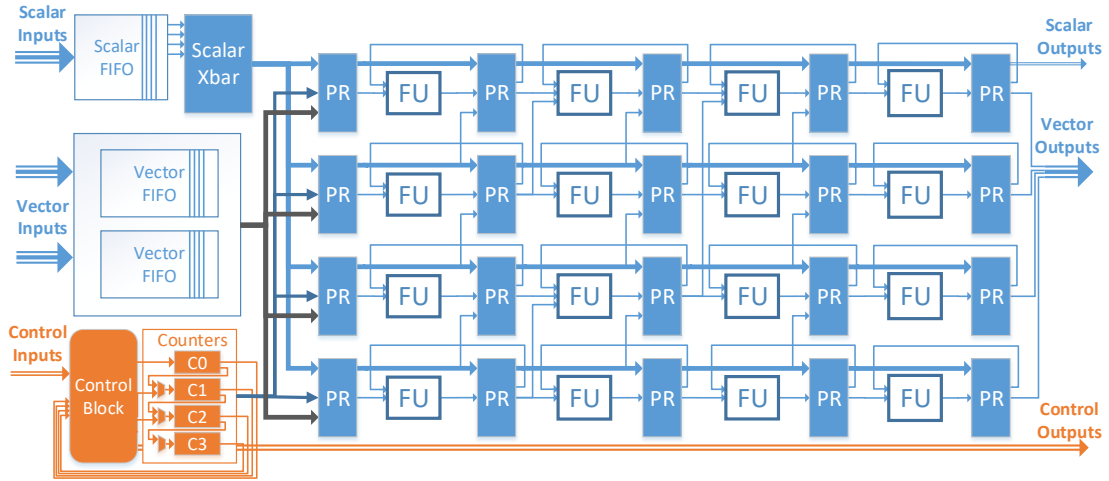 Scalar
Inputs
Scalar
FIFO
Scalar
Xbar
Vector
Inputs
Vector
FIFO
Vector
FIFO
Control
Inputs
Control
Block
Counters
C0
C1
C2
C3
PR FU PR FU PR FU PR FU PR
PR FU PR FU PR FU PR FU PR
PR FU PR FU PR FU PR FU PR
PR FU PR FU PR FU PR FU PR
Scalar
Outputs
Vector
Outputs
Control
Outputs